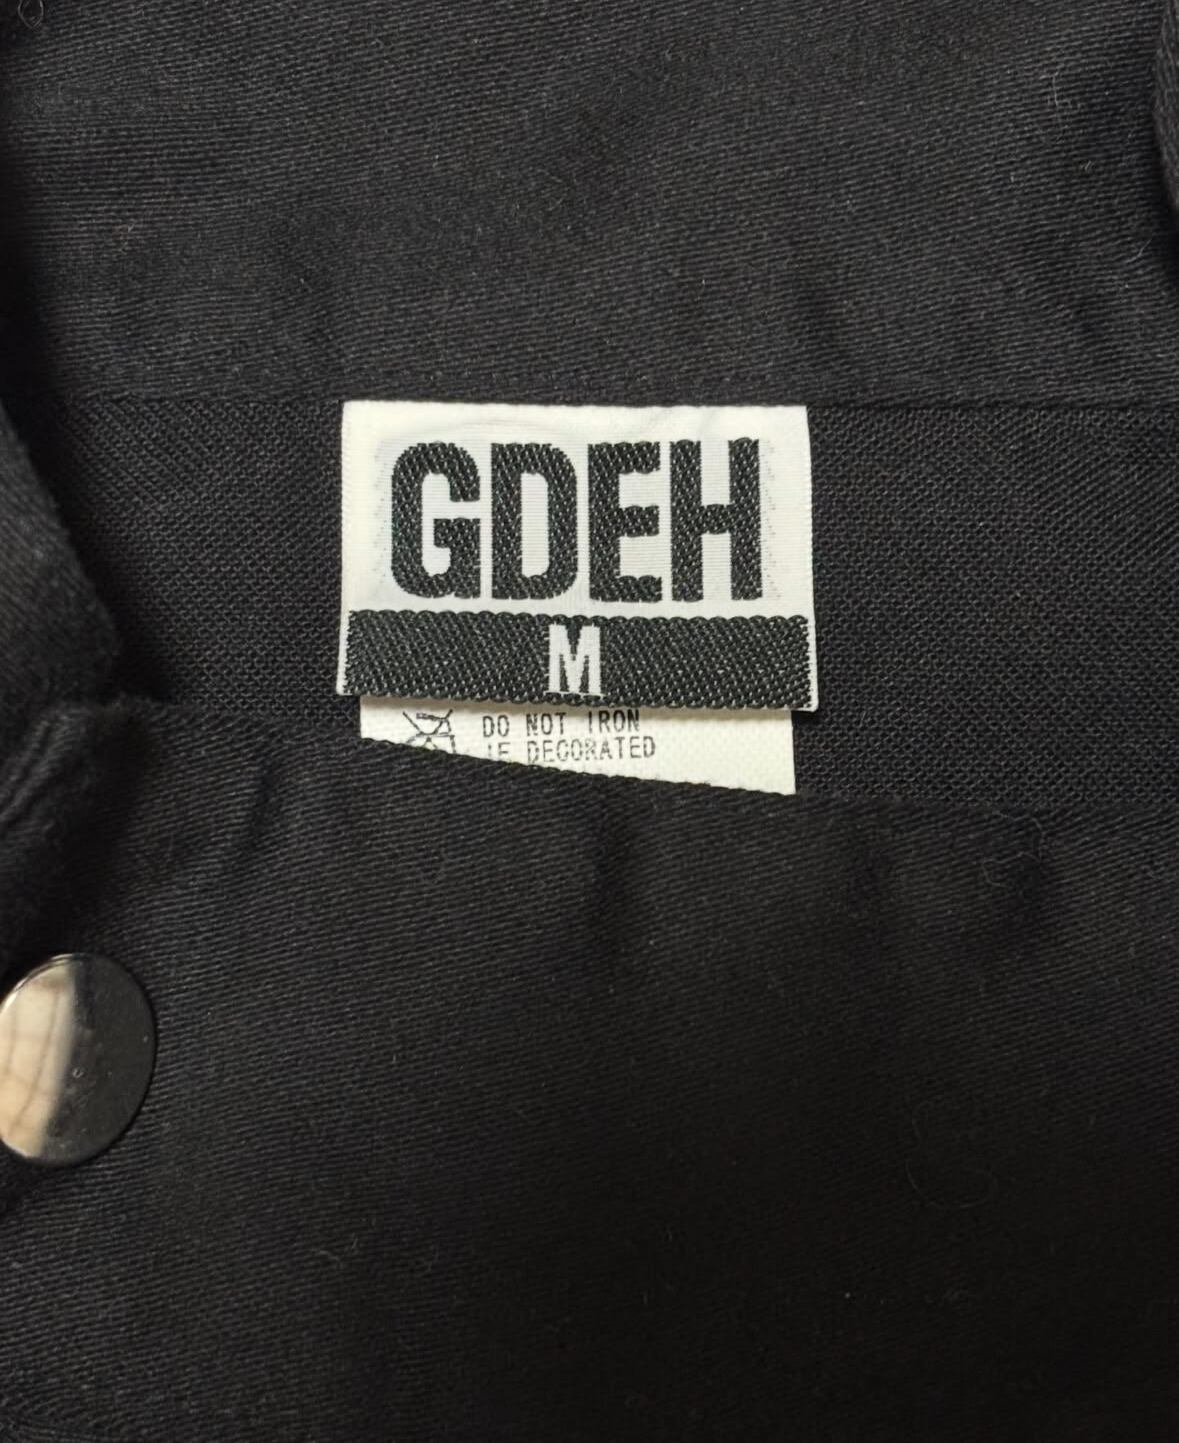 GDEH
M
DO NOT IRON
IF DECORATED